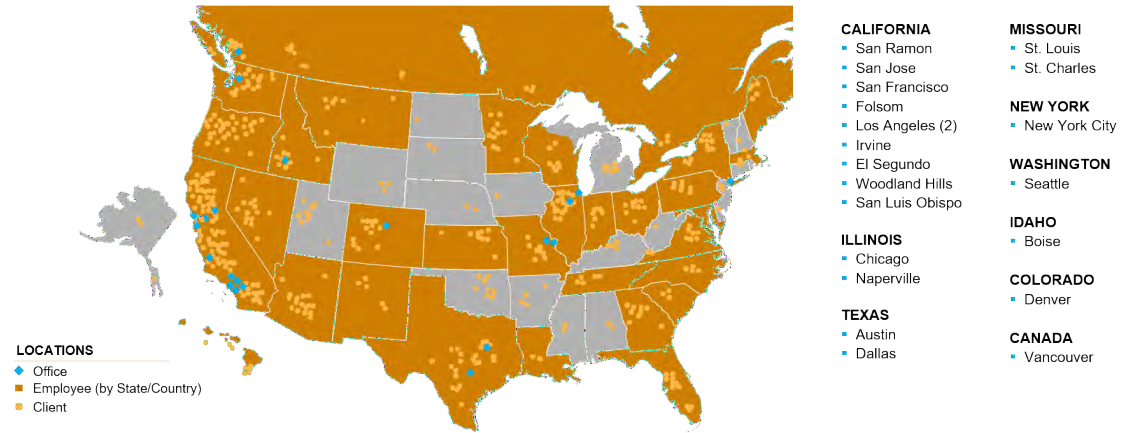 CALIFORNIA
San Ramon
San Jose
San Francisco
Folsom
Los Angeles (2)
Irvine
El Segundo
Woodland Hills
San Luis Obispo
ILLINOIS
Chicago
Naperville
TEXAS
Austin
Dallas
MISSOURI
St. Louis
St. Charles
NEW YORK
New York City
WASHINGTON
Seattle
IDAHO
Boise
COLORADO
Denver
CANADA
Vancouver
LOCATIONS
Office
Employee (by State/Country)
Client